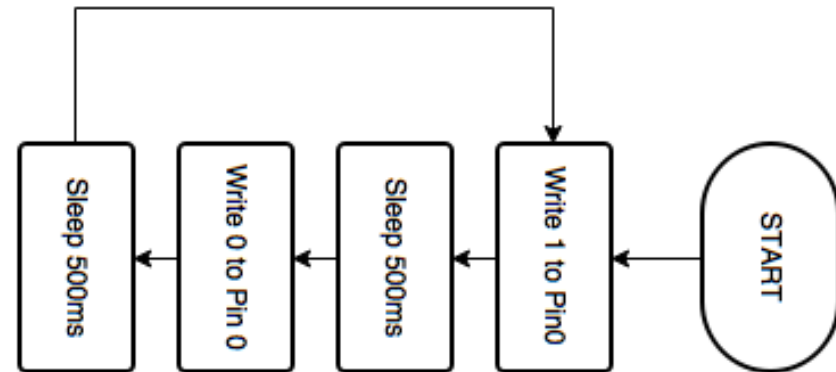 START
Write 1 to Pin0
Sleep 500ms
Write 0 to Pin 0
Sleep 500ms